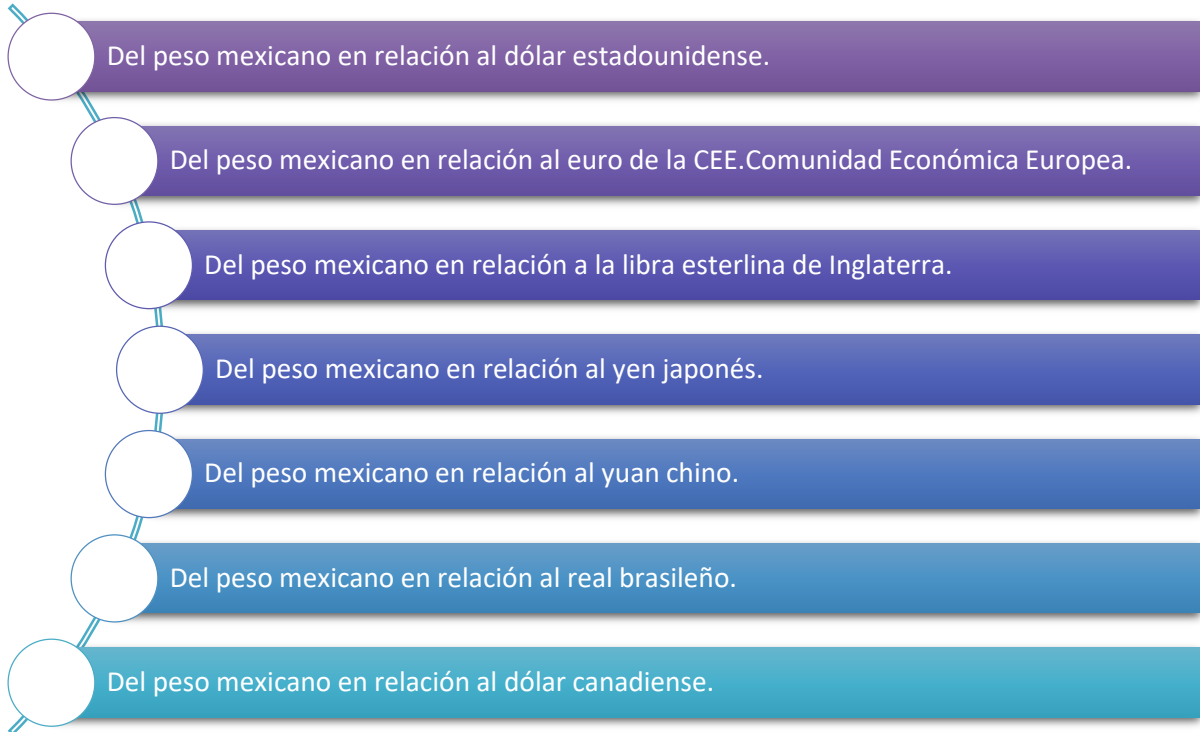 Del peso mexicano en relación al dólar estadounidense.
Del peso mexicano en relación al euro de la CEE.Comunidad Económica Europea.
Del peso mexicano en relación a la libra esterlina de Inglaterra.
Del peso mexicano en relación al yen japonés.
Del peso mexicano en relación al yuan chino.
Del peso mexicano en relación al real brasileño.
Del peso mexicano en relación al dólar canadiense.